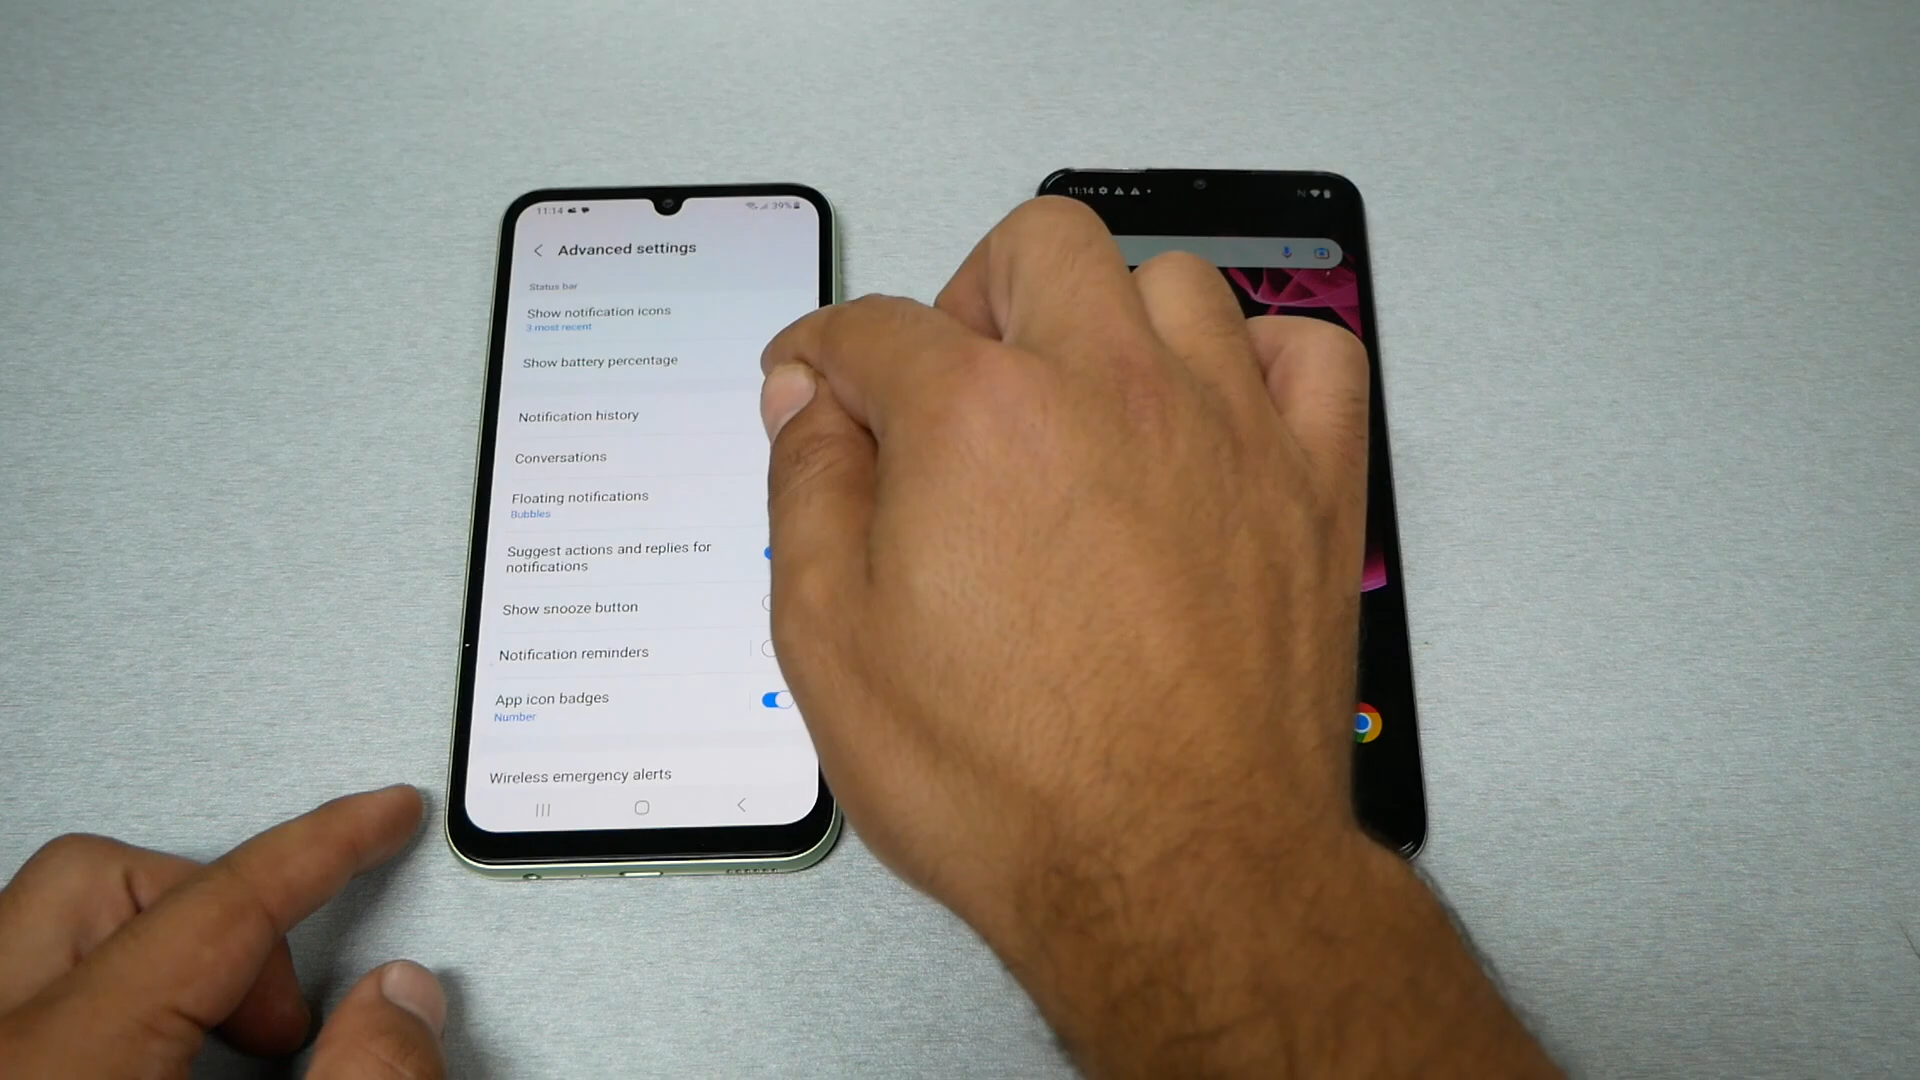 11:14
39%
Advanced settings
Status bar
Show notification icons
3 most recent
Show battery percentage
Notification history
Conversations
Floating notifications
Bubbles
Suggest actions and replies for
notifications
Show snooze button
Notification reminders
App icon badges
Number
Wireless emergency alerts
11:14